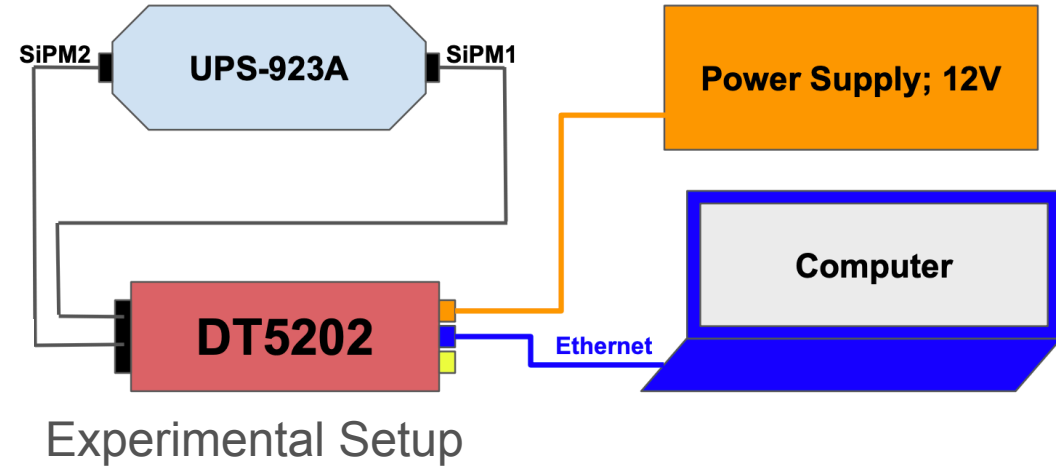 SiPM2
UPS-923A
SiPM1
Power Supply; 12V
Computer
DT5202
Ethernet
Experimental Setup